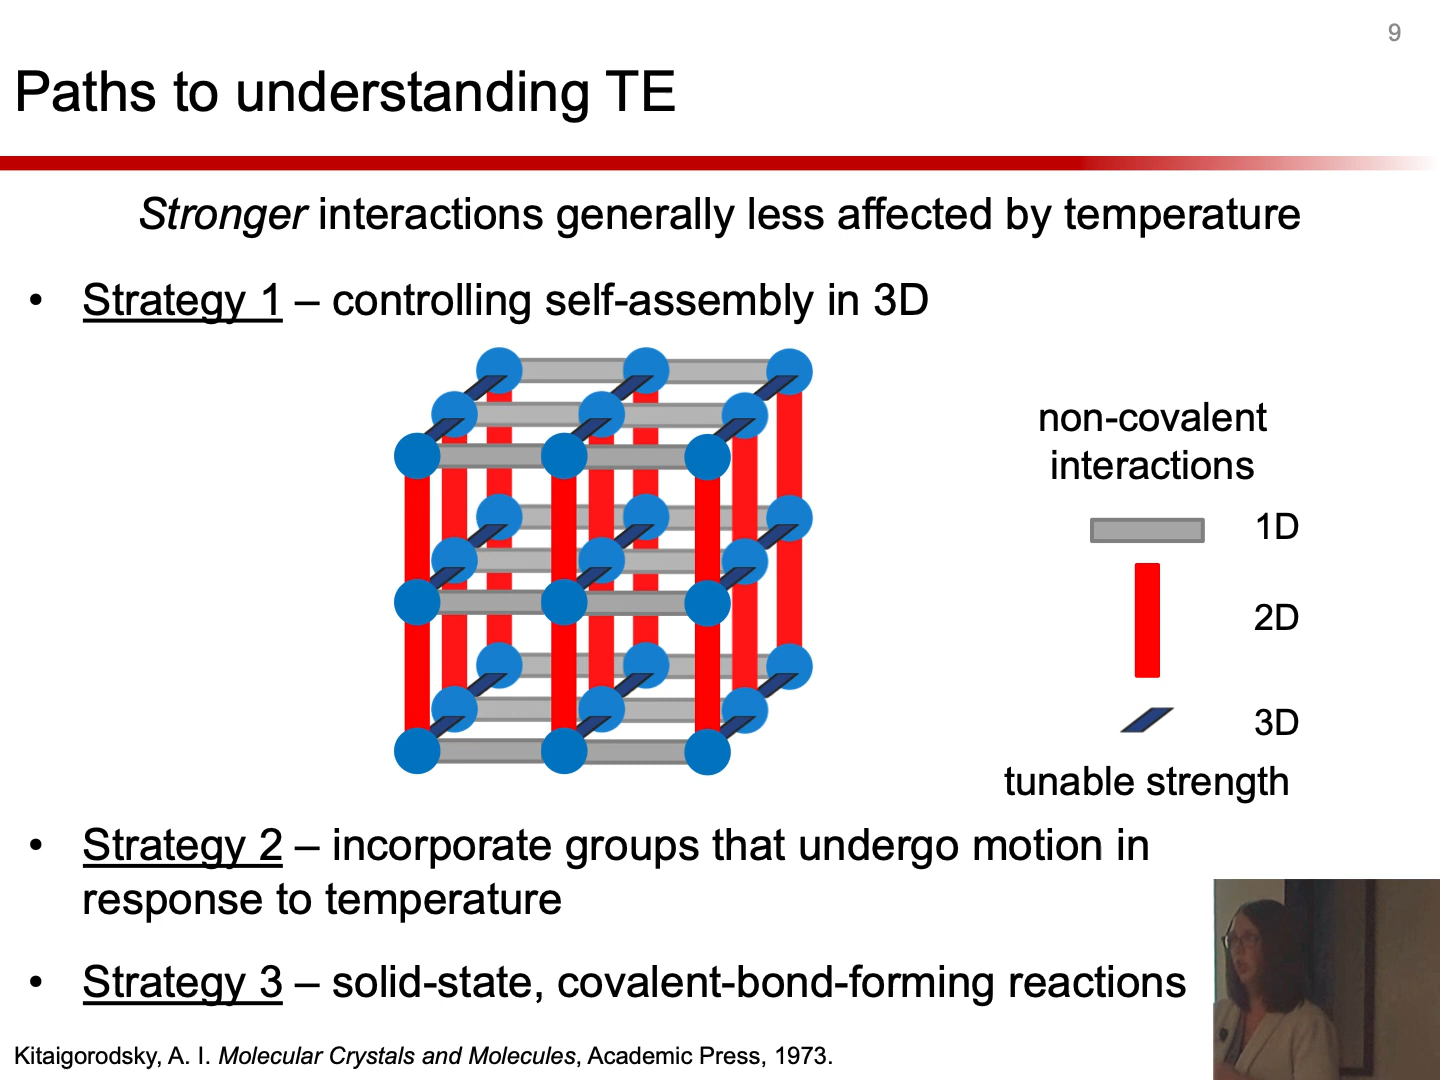 9
Paths to understanding TE
Stronger interactions generally less affected by temperature
• Strategy 1 – controlling self-assembly in 3D
non-covalent
interactions
1D
2D
3D
tunable strength
• Strategy 2 – incorporate groups that undergo motion in
response to temperature
• Strategy 3 – solid-state, covalent-bond-forming reactions
Kitaigorodsky, A. I. Molecular Crystals and Molecules, Academic Press, 1973.